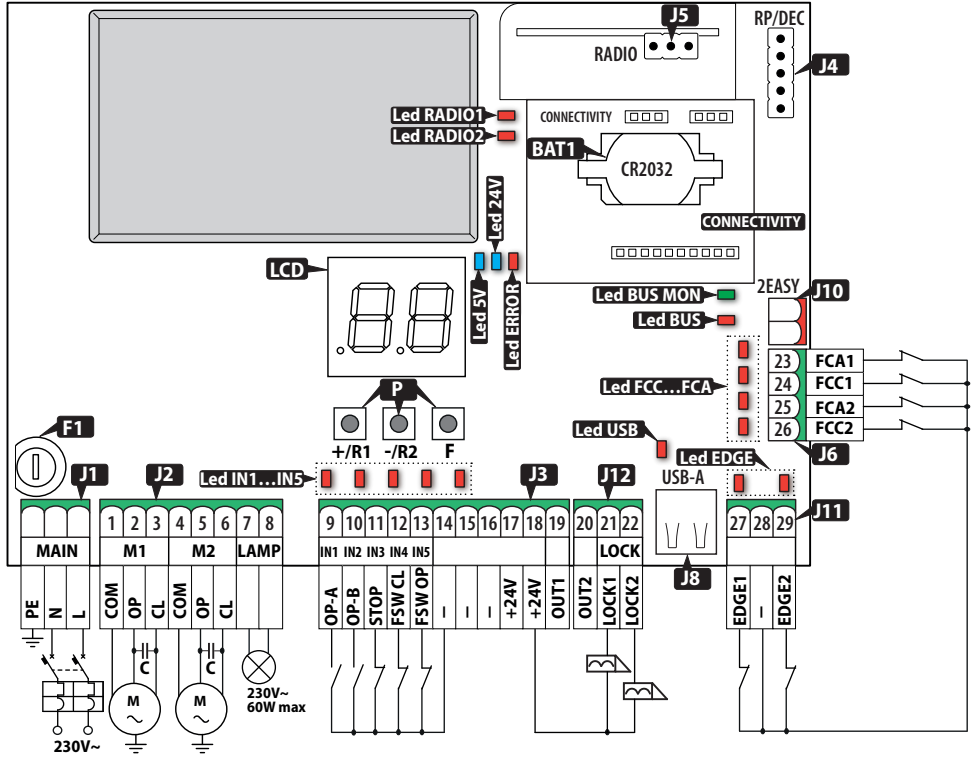 J5
RP/DEC
RADIO
J4
Led RADIO1
CONNECTIVITY
Led RADIO2
BAT1
CR2032
Led 24V
CONNECTIVITY
LCD
Led 5V
Led ERROR
2EASY
J10
Led BUS MON
Led BUS
23 FCA1
24 FCC1
25 FCA2
26 FCC2
Led FCC...FCA
P
F1
+/R1 -/R2 F
Led USB
J6
Led EDGE
J1
J2
Led IN1...IN5
J3
J12
USB-A
J11
1 2 3 4 5 6 7 8
9 10 11 12 13 14 15 16 17 18 19
20 21 22
27 28 29
MAIN
M1 M2 LAMP
IN1 IN2 IN3 IN4 IN5
LOCK
J8
PE N L
COM OP CL COM OP CL
OP-A OP-B STOP FSW CL FSW OP – – – +24V +24V OUT1
OUT2 LOCK1 LOCK2
EDGE1 – EDGE2
C C
M M
~ ~
230V~
60W max
230V~